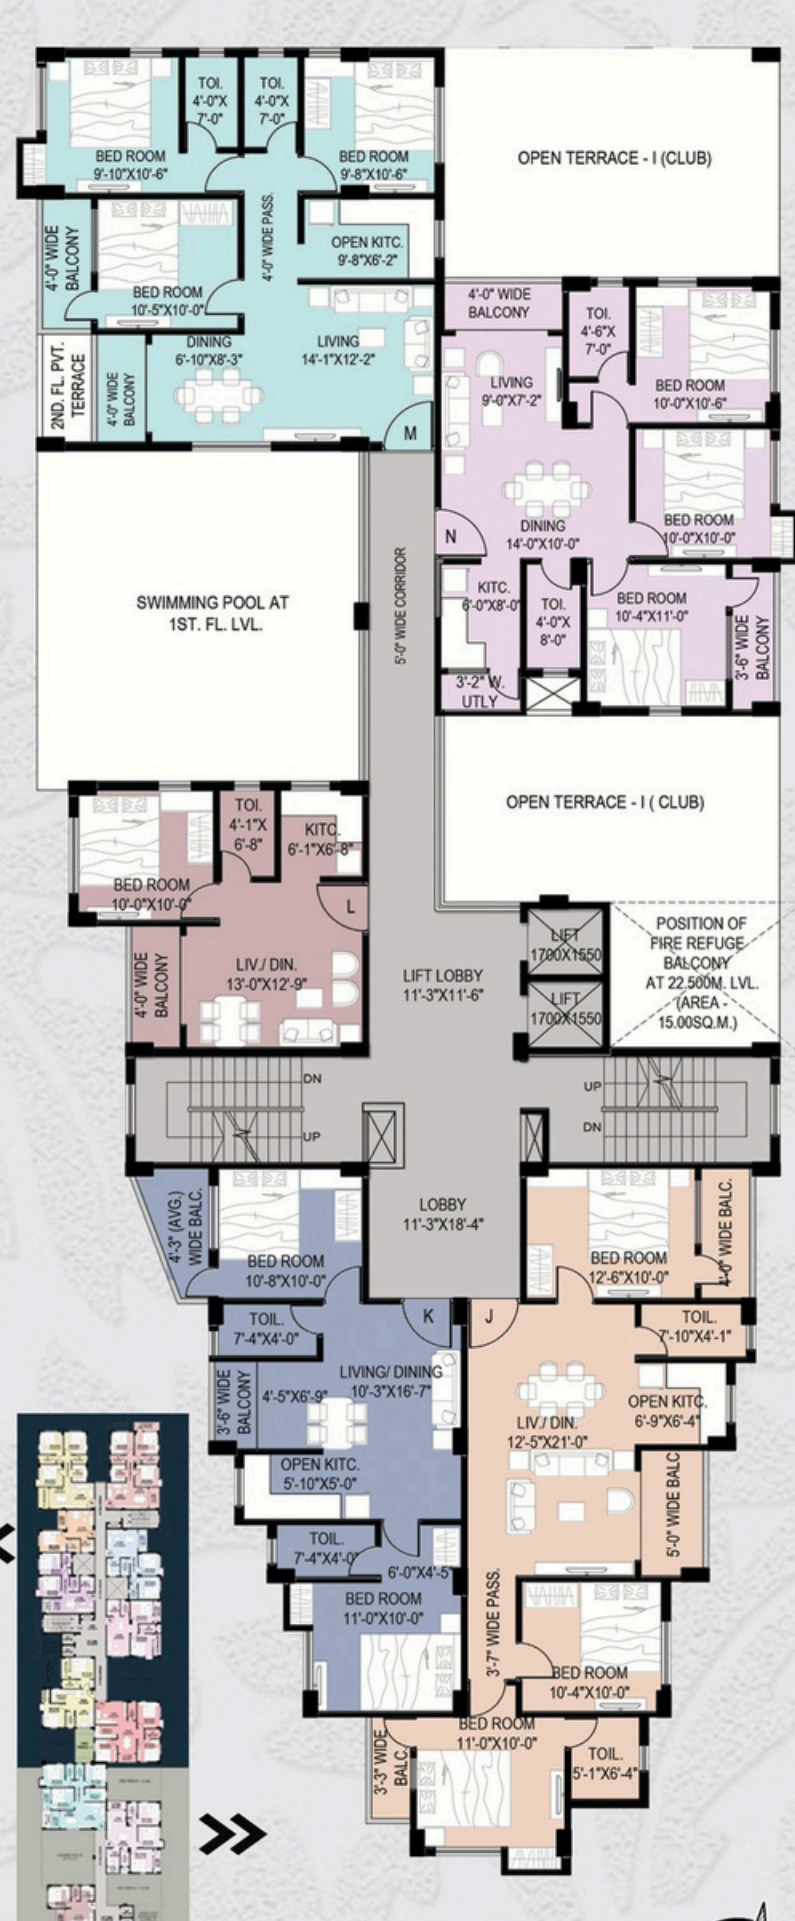 TOI.
4'-0"X
7'-0"
TOI.
4'-0"X
7'-0"
BED ROOM
9'-10"X10'-6"
BED ROOM
9'-8"X10'-6"
OPEN TERRACE - I (CLUB)
4'-0" WIDE
BALCONY
4'-0" WIDE PASS.
OPEN KITC.
9'-8"X6'-2"
BED ROOM
10'-5"X10'-0"
2ND. FL. PVT.
TERRACE
4'-0" WIDE
BALCONY
DINING
6'-10"X8'-3"
LIVING
14'-1"X12'-2"
M
4'-0" WIDE
BALCONY
TOI.
4'-6"X
7'-0"
LIVING
9'-0"X7'-2"
BED ROOM
10'-0"X10'-6"
BED ROOM
10'-0"X10'-0"
N
DINING
14'-0"X10'-0"
KITC.
6'-0"X8'-0"
TOI.
4'-0"X
8'-0"
BED ROOM
10'-4"X11'-0"
3'-6" WIDE
BALCONY
3'-2" W.
UTLY
SWIMMING POOL AT
1ST. FL. LVL.
5'-0" WIDE CORRIDOR
OPEN TERRACE - I ( CLUB)
TOI.
4'-1"X
6'-8"
KITC.
6'-1"X6'-8"
BED ROOM
10'-0"X10'-0"
L
4'-0" WIDE
BALCONY
LIV./ DIN.
13'-0"X12'-9"
LIFT LOBBY
11'-3"X11'-6"
LIFT
1700X1550
LIFT
1700X1550
POSITION OF
FIRE REFUGE
BALCONY
AT 22.500M. LVL.
(AREA -
15.00SQ.M.)
DN
UP
UP
DN
LOBBY
11'-3"X18'-4"
4'-3" (AVG.)
WIDE BALC.
BED ROOM
10'-8"X10'-0"
BED ROOM
12'-6"X10'-0"
4'-0" WIDE BALC.
TOIL.
7'-4"X4'-0"
K
J
TOIL.
7'-10"X4'-1"
3'-6" WIDE
BALCONY
4'-5"X6'-9"
LIVING/ DINING
10'-3"X16'-7"
OPEN KITC.
6'-9"X6'-4"
LIV./ DIN.
12'-5"X21'-0"
OPEN KITC.
5'-10"X5'-0"
5'-0" WIDE BALC
TOIL.
7'-4"X4'-0"
6'-0"X4'-5"
BED ROOM
11'-0"X10'-0"
3'-7" WIDE PASS.
BED ROOM
10'-4"X10'-0"
BED ROOM
11'-0"X10'-0"
3'-3" WIDE
BALC.
TOIL.
5'-1"X6'-4"